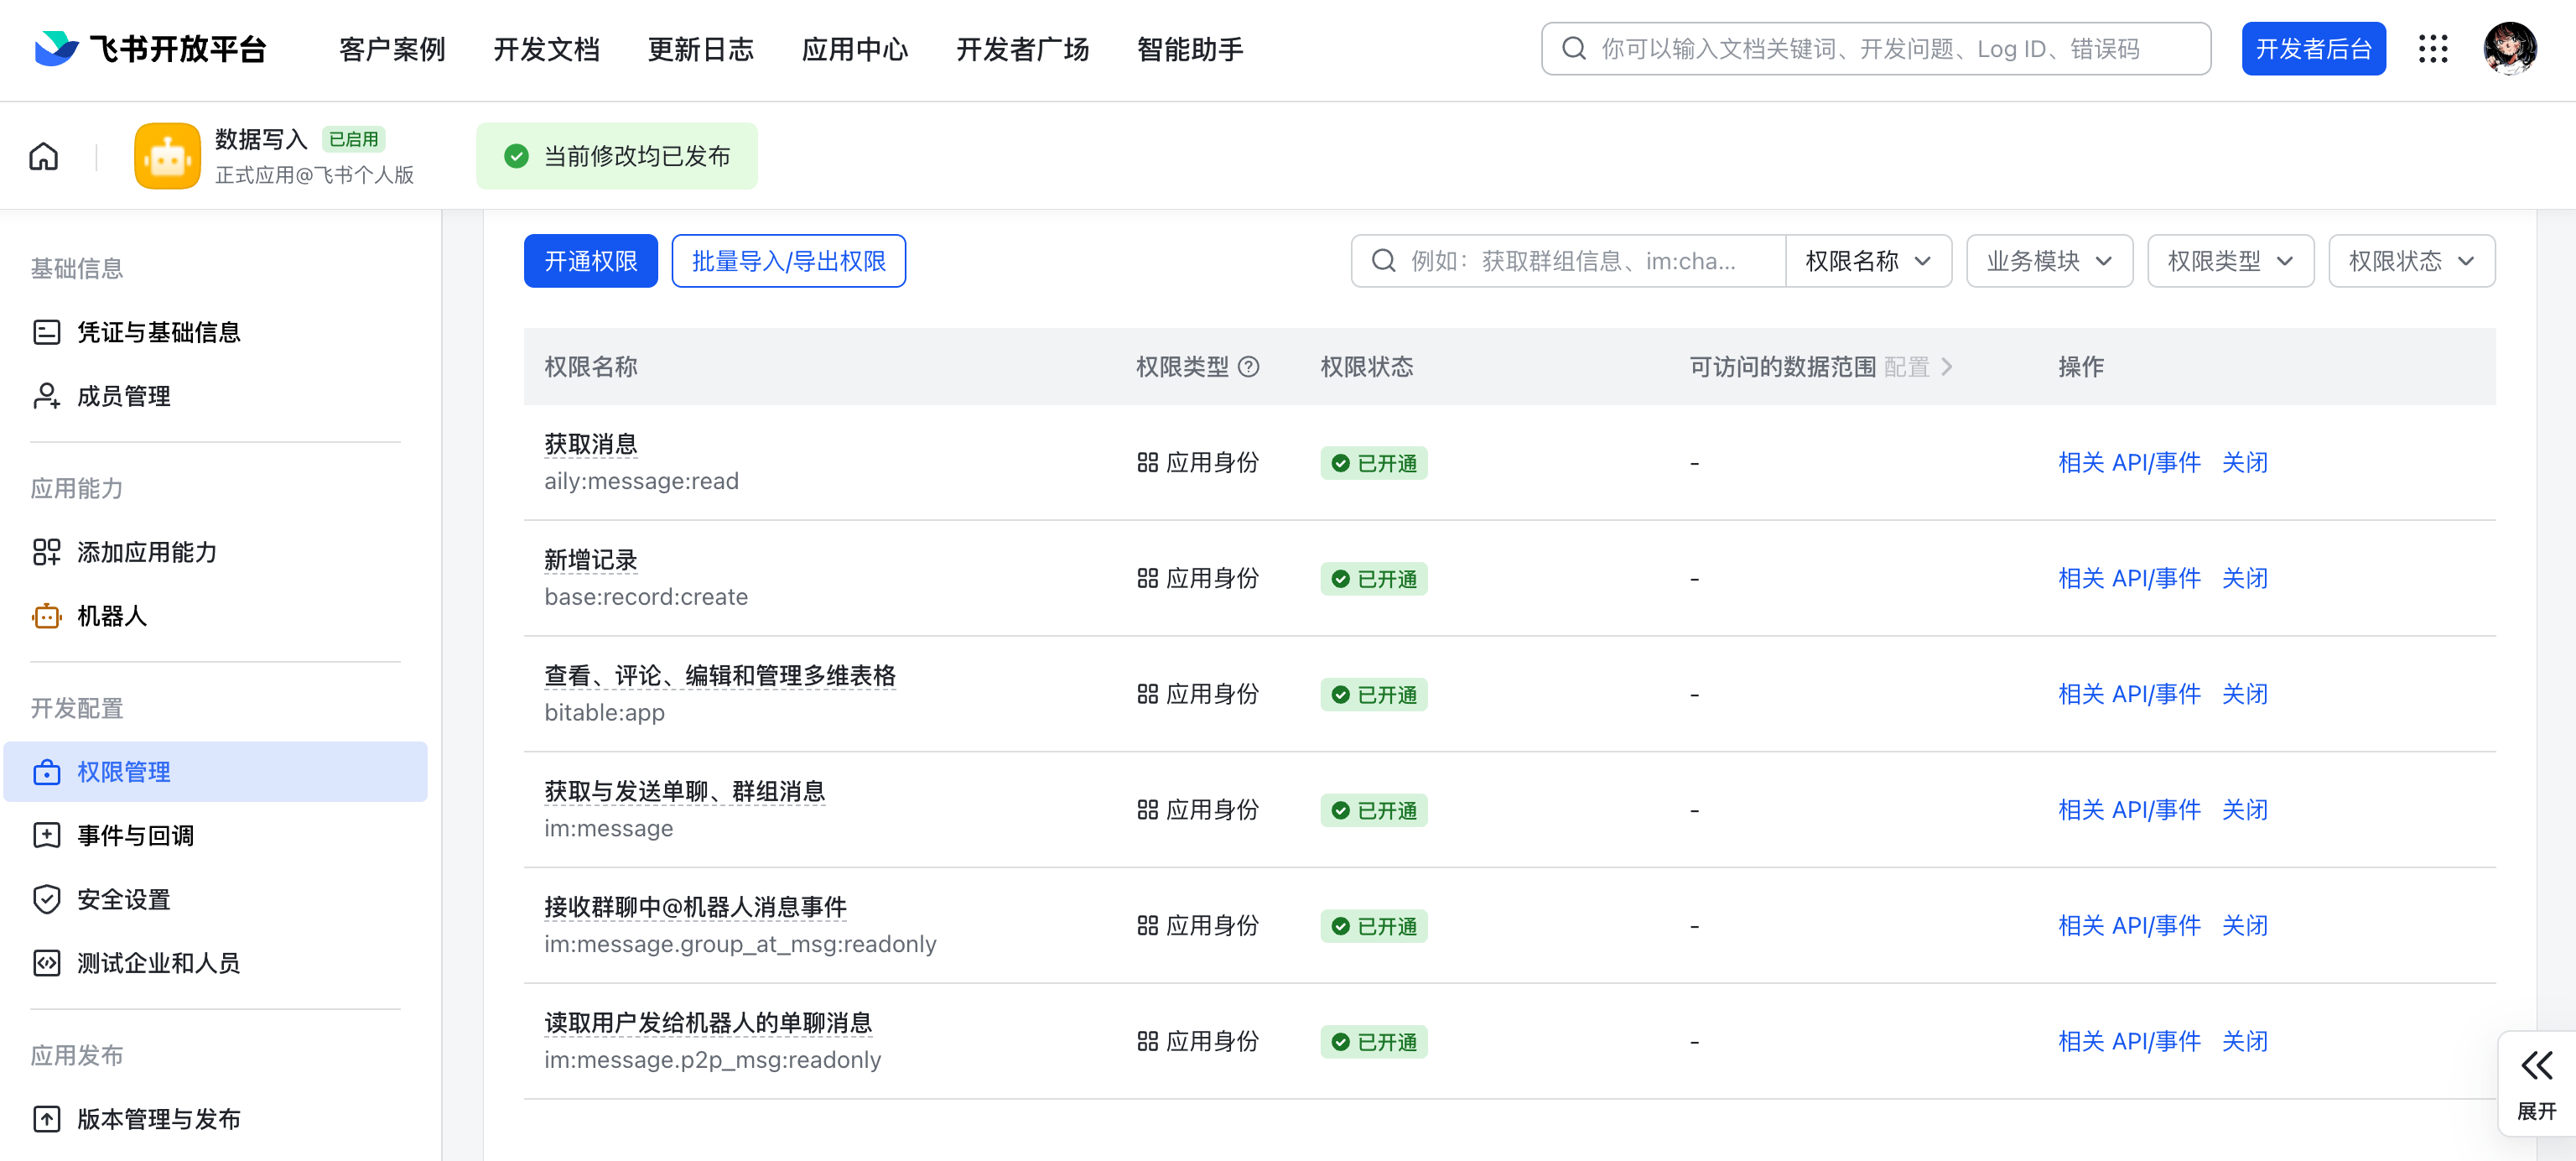 飞书开放平台 客户案例 开发文档 更新日志 应用中心 开发者广场 智能助手 你可以输入文档关键词、开发问题、Log ID、错误码 开发者后台
数据写入 已启用
正式应用@飞书个人版
当前修改均已发布
基础信息
凭证与基础信息
成员管理
应用能力
添加应用能力
机器人
开发配置
权限管理
事件与回调
安全设置
测试企业和人员
应用发布
版本管理与发布
开通权限 批量导入/导出权限 例如：获取群组信息、im:cha... 权限名称 业务模块 权限类型 权限状态
权限名称 权限类型 权限状态 可访问的数据范围 配置 操作
获取消息
aily:message:read
应用身份 已开通 - 相关 API/事件 关闭
新增记录
base:record:create
应用身份 已开通 - 相关 API/事件 关闭
查看、评论、编辑和管理多维表格
bitable:app
应用身份 已开通 - 相关 API/事件 关闭
获取与发送单聊、群组消息
im:message
应用身份 已开通 - 相关 API/事件 关闭
接收群聊中@机器人消息事件
im:message.group_at_msg:readonly
应用身份 已开通 - 相关 API/事件 关闭
读取用户发给机器人的单聊消息
im:message.p2p_msg:readonly
应用身份 已开通 - 相关 API/事件 关闭
展开